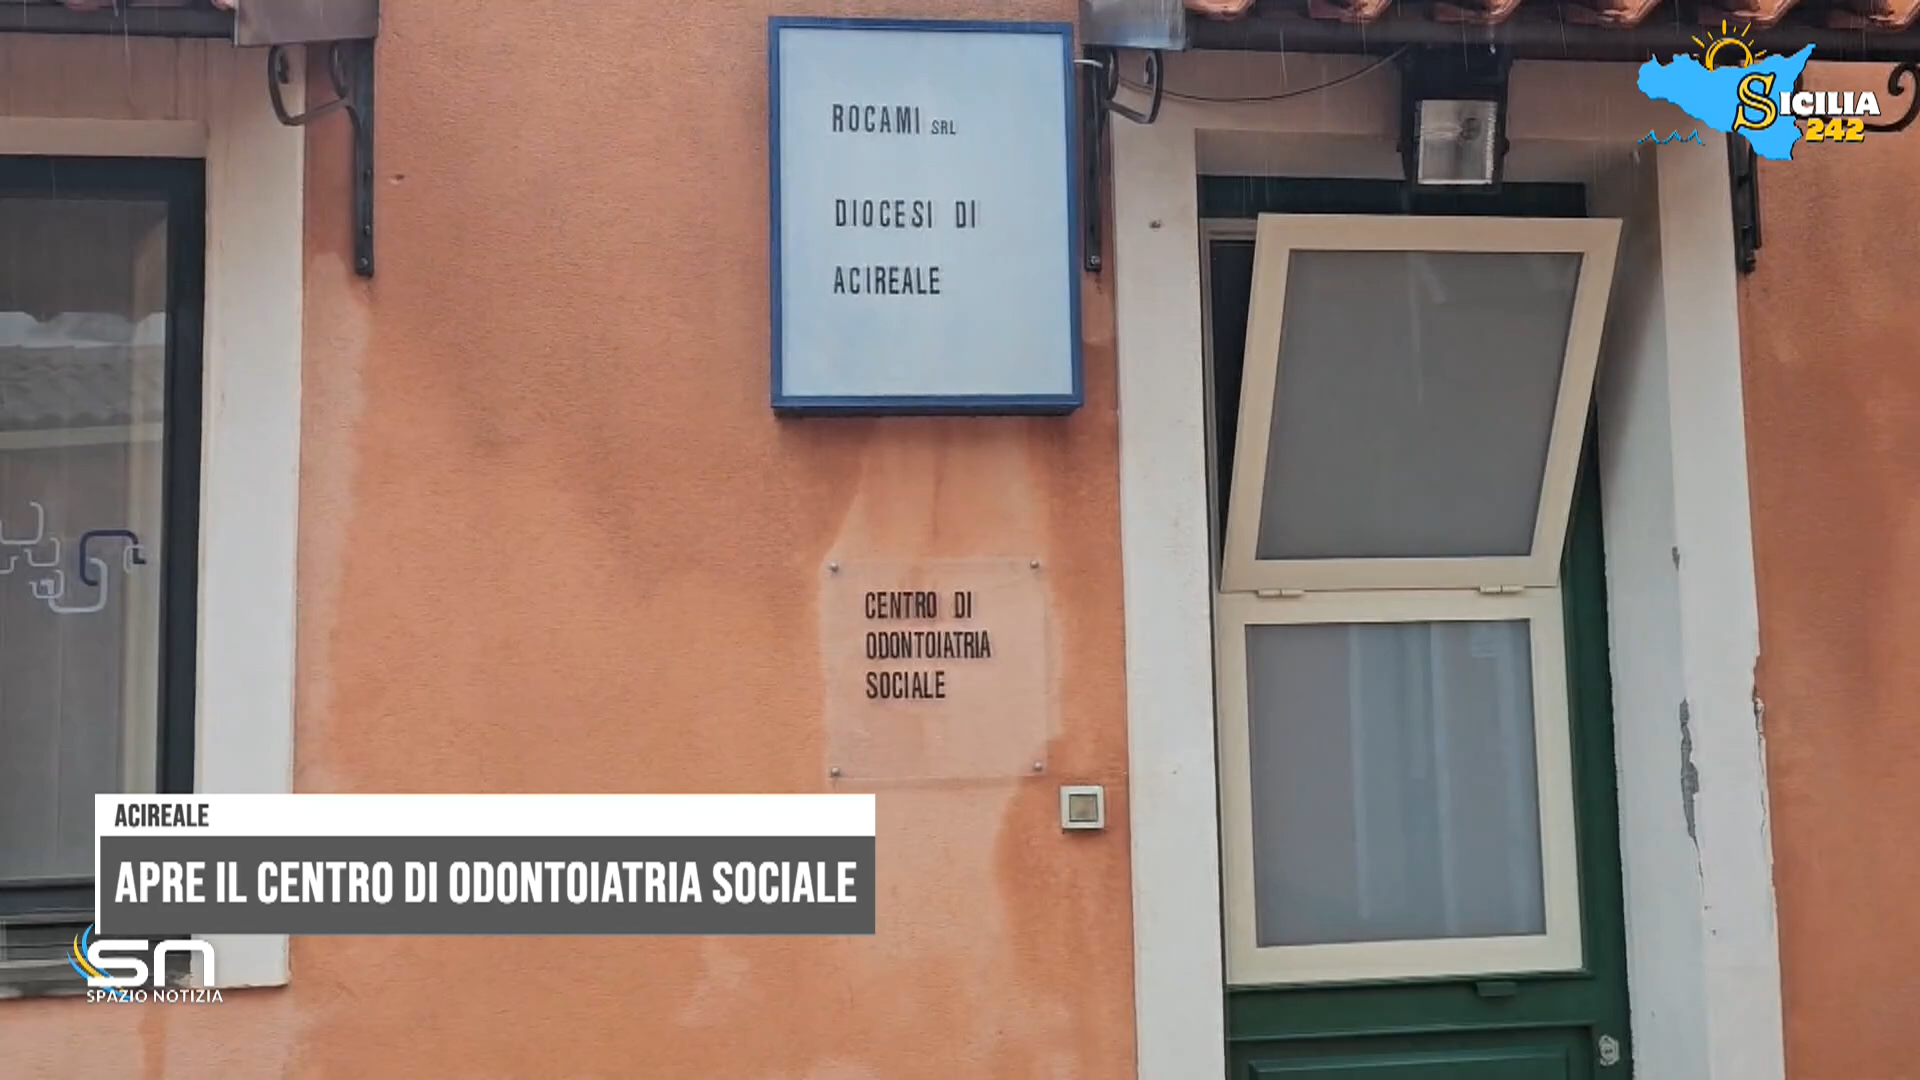 ROCAMI SRL
DIOCESI DI
ACIREALE
SICILIA
242
CENTRO DI
ODONTOIATRIA
SOCIALE
ACIREALE
APRE IL CENTRO DI ODONTOIATRIA SOCIALE
SN
SPAZIO NOTIZIA